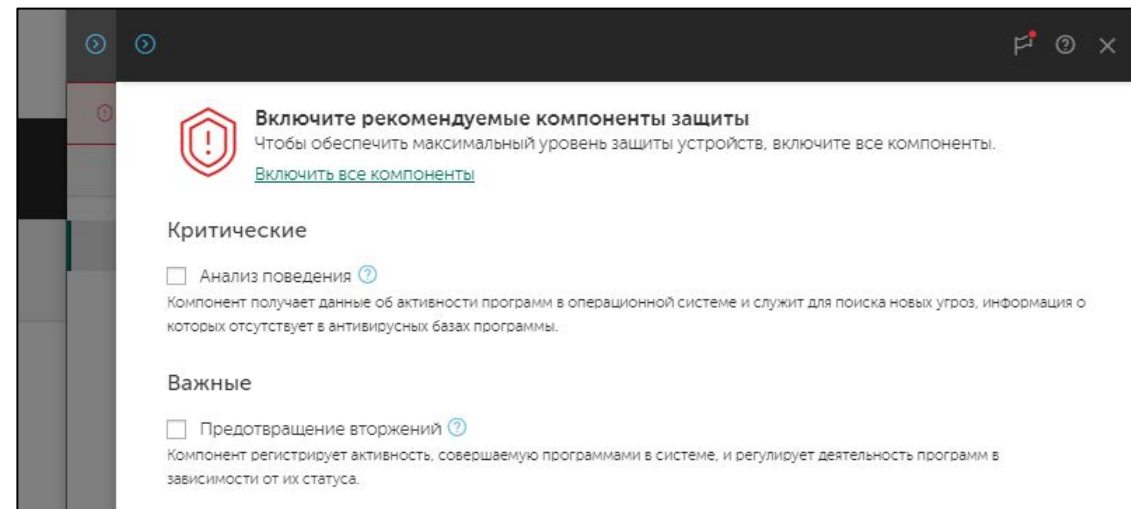 Включите рекомендуемые компоненты защиты
Чтобы обеспечить максимальный уровень защиты устройств, включите все компоненты.
Включить все компоненты
Критические
Анализ поведения
Компонент получает данные об активности программ в операционной системе и служит для поиска новых угроз, информация о
которых отсутствует в антивирусных базах программы.
Важные
Предотвращение вторжений
Компонент регистрирует активность, совершаемую программами в системе, и регулирует деятельность программ в
зависимости от их статуса.